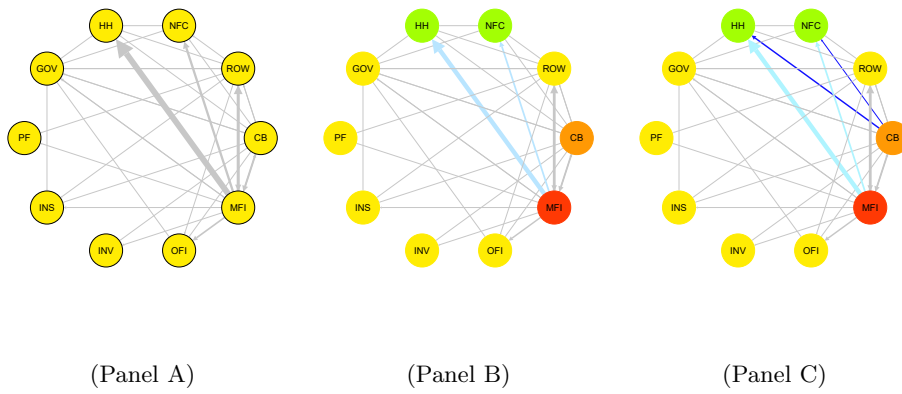 HH NFC
GOV ROW
PF CB
INS MFI
INV OFI
HH NFC
GOV ROW
PF CB
INS MFI
INV OFI
HH NFC
GOV ROW
PF CB
INS MFI
INV OFI
(Panel A) (Panel B) (Panel C)